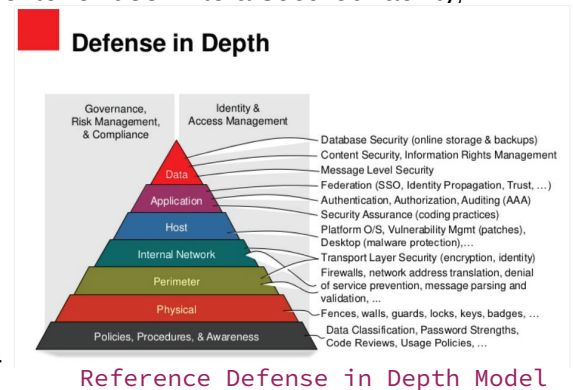 Defense in Depth
Governance,
Risk Management,
& Compliance
Identity &
Access Management
Data
Application
Host
Internal Network
Perimeter
Physical
Policies, Procedures, & Awareness
Database Security (online storage & backups)
Content Security, Information Rights Management
Message Level Security
Federation (SSO, Identity Propagation, Trust, …)
Authentication, Authorization, Auditing (AAA)
Security Assurance (coding practices)
Platform O/S, Vulnerability Mgmt (patches),
Desktop (malware protection),…
Transport Layer Security (encryption, identity)
Firewalls, network address translation, denial
of service prevention, message parsing and
validation, ...
Fences, walls, guards, locks, keys, badges, …
Data Classification, Password Strengths,
Code Reviews, Usage Policies, …
Reference Defense in Depth Model